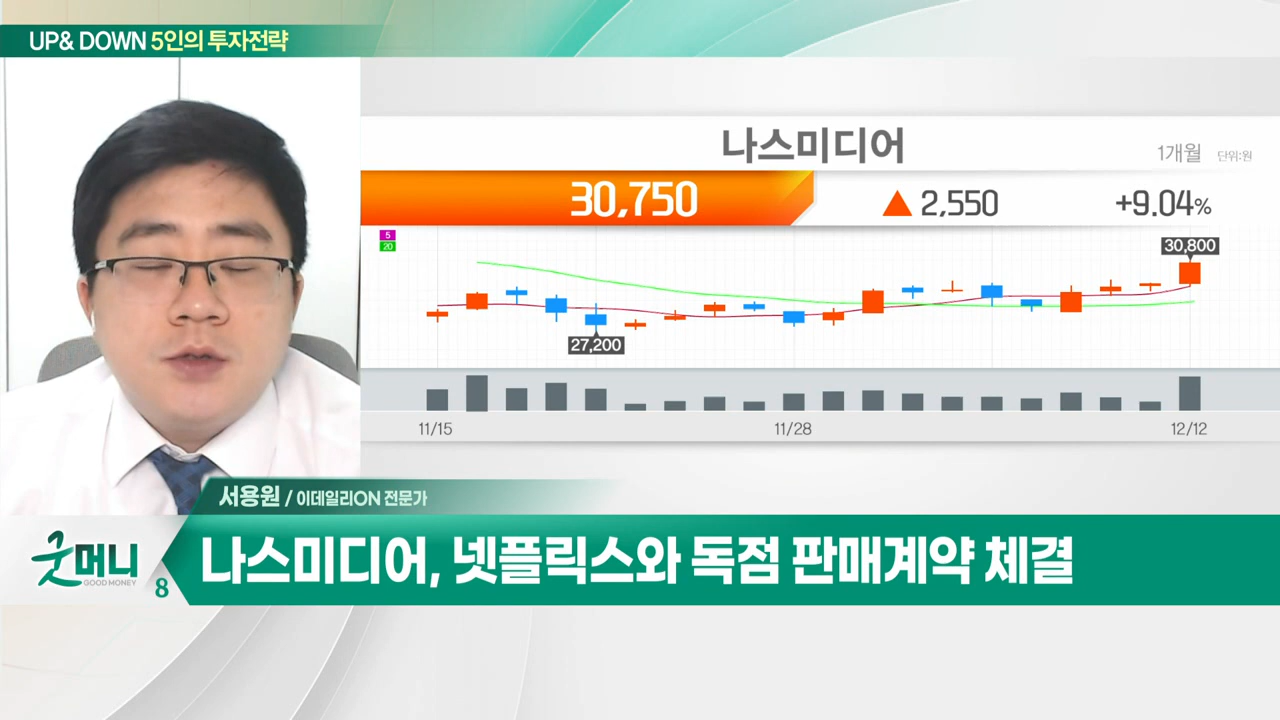 UP& DOWN 5인의 투자전략
나스미디어
1개월 단위:원
30,750 ▲ 2,550 +9.04%
5
20
30,800
27,200
11/15 11/28 12/12
서용원 / 이데일리ON 전문가
굿머니
GOOD MONEY
8
나스미디어, 넷플릭스와 독점 판매계약 체결